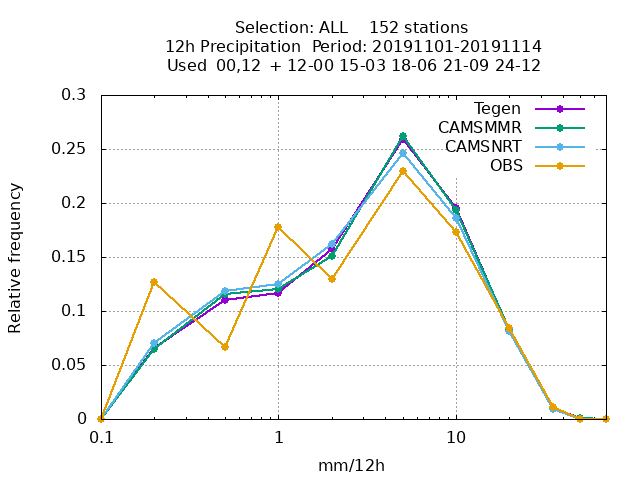 Selection: ALL    152 stations
12h Precipitation  Period: 20191101-20191114
Used  00,12  + 12-00 15-03 18-06 21-09 24-12
Tegen
CAMSMMR
CAMSNRT
OBS
0.3
0.25
0.2
0.15
0.1
0.05
0
Relative frequency
0.1 1 10
mm/12h